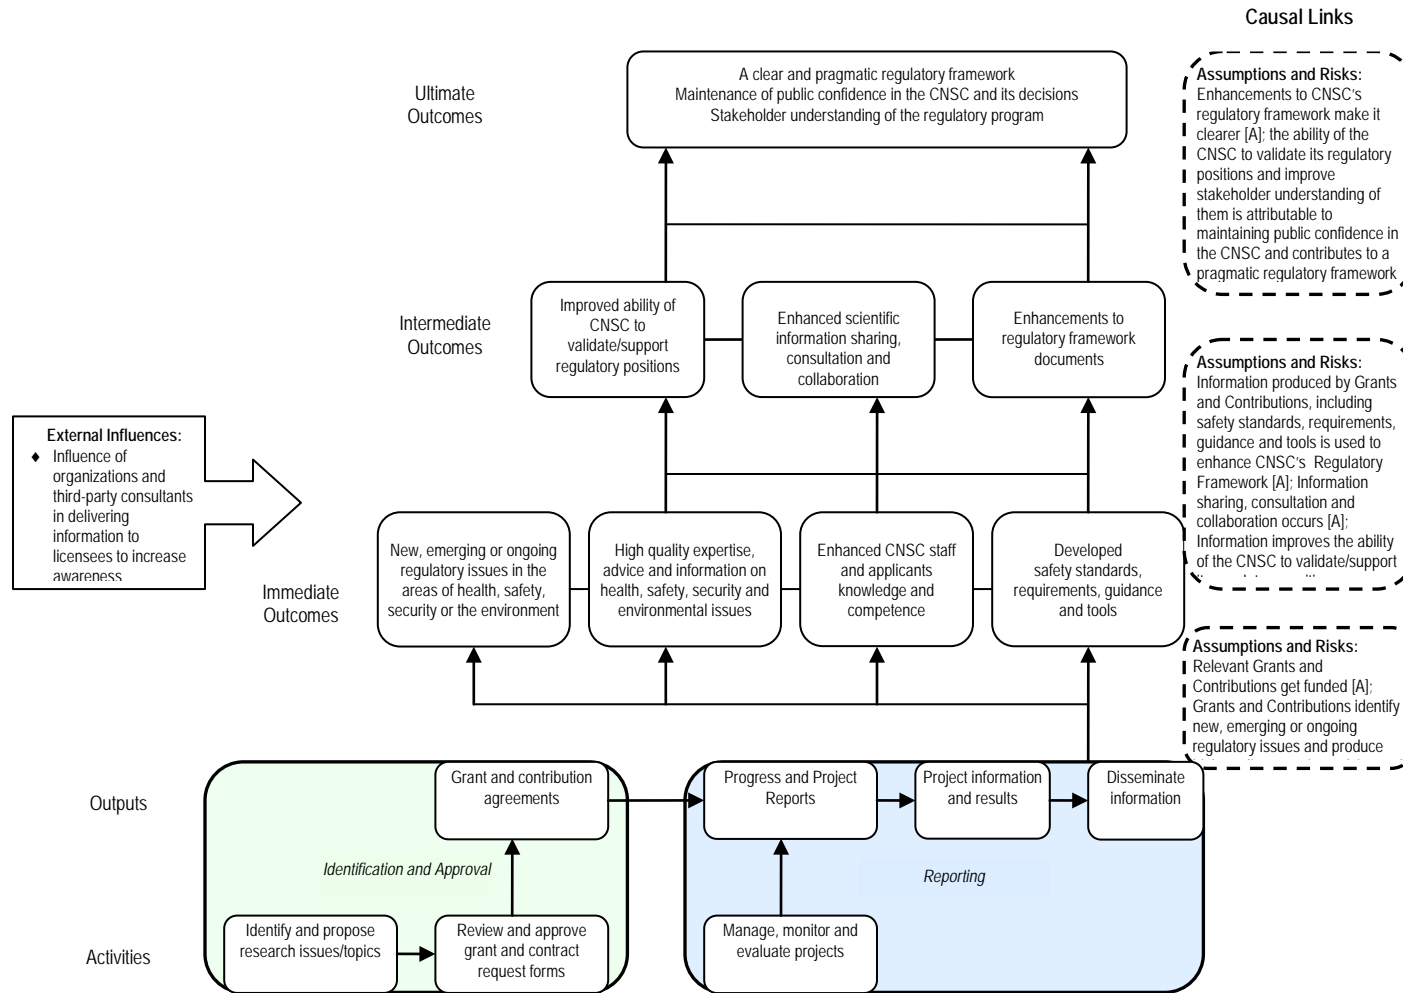 Causal Links
Ultimate
Outcomes
A clear and pragmatic regulatory framework
Maintenance of public confidence in the CNSC and its decisions
Stakeholder understanding of the regulatory program
Assumptions and Risks:
Enhancements to CNSC's
regulatory framework make it
clearer [A]; the ability of the
CNSC to validate its regulatory
positions and improve
stakeholder understanding of
them is attributable to
maintaining public confidence in
the CNSC and contributes to a
pragmatic regulatory framework
Intermediate
Outcomes
Improved ability of
CNSC to
validate/support
regulatory positions
Enhanced scientific
information sharing,
consultation and
collaboration
Enhancements to
regulatory framework
documents
Assumptions and Risks:
Information produced by Grants
and Contributions, including
safety standards, requirements,
guidance and tools is used to
enhance CNSC's Regulatory
Framework [A]; Information
sharing, consultation and
collaboration occurs [A];
Information improves the ability
of the CNSC to validate/support
External Influences:
♦ Influence of
organizations and
third-party consultants
in delivering
information to
licensees to increase
awareness
Immediate
Outcomes
New, emerging or ongoing
regulatory issues in the
areas of health, safety,
security or the environment
High quality expertise,
advice and information on
health, safety, security and
environmental issues
Enhanced CNSC staff
and applicants
knowledge and
competence
Developed
safety standards,
requirements, guidance
and tools
Assumptions and Risks:
Relevant Grants and
Contributions get funded [A];
Grants and Contributions identify
new, emerging or ongoing
regulatory issues and produce
Outputs
Grant and contribution
agreements
Progress and Project
Reports
Project information
and results
Disseminate
information
Identification and Approval
Reporting
Activities
Identify and propose
research issues/topics
Review and approve
grant and contract
request forms
Manage, monitor and
evaluate projects